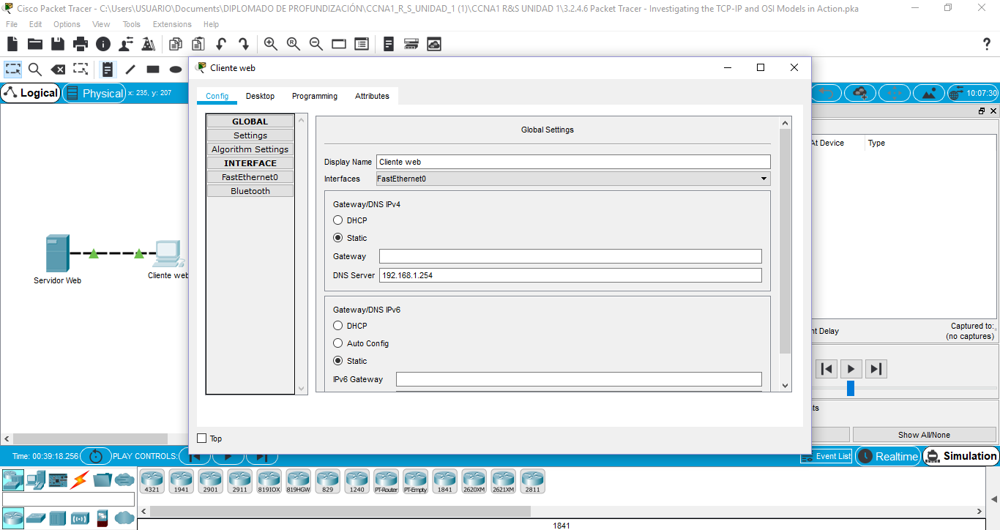 Cisco Packet Tracer - C:\Users\USUARIO\Documents\DIPLOMADO DE PROFUNDIZACIÓN\CCNA1_R_S_UNIDAD_1 (1)\CCNA1 R&S UNIDAD 1\3.2.4.6 Packet Tracer - Investigating the TCP-IP and OSI Models in Action.pka
File Edit Options View Tools Extensions Help
Cliente web
Logical Physical x: 235, y: 207
10:07:30
Config Desktop Programming Attributes
GLOBAL
Settings
Algorithm Settings
INTERFACE
FastEthernet0
Bluetooth
Global Settings
Display Name Cliente web
Interfaces FastEthernet0
Gateway/DNS IPv4
DHCP
Static
Gateway
DNS Server 192.168.1.254
Gateway/DNS IPv6
DHCP
Auto Config
Static
IPv6 Gateway
Top
Servidor Web
Cliente web
At Device Type
nt Delay
Captured to:
(no captures)
ts
Show All/None
Time: 00:39:18.256 PLAY CONTROLS:
Event List Realtime Simulation
4321 1941 2901 2911 819IOX 819HGW 829 1240 PT-Router PT-Empty 1841 2620XM 2621XM 2811
1841